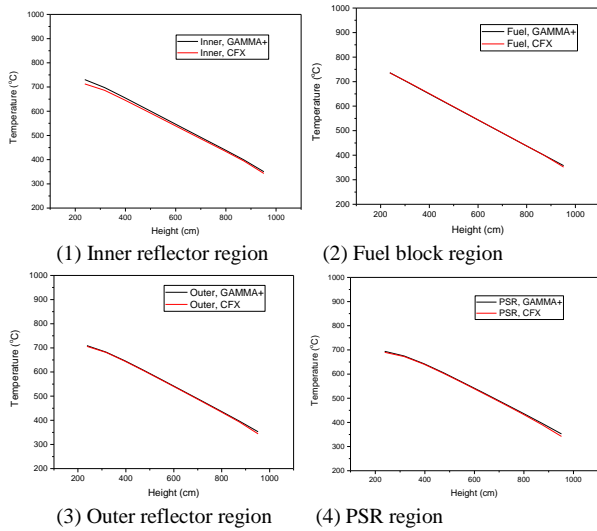 1000
900
800
700
600
500
400
300
200
Temperature (°C)
Inner, GAMMA+
Inner, CFX
200 400 600 800 1000
Height (cm)
(1) Inner reflector region
1000
900
800
700
600
500
400
300
200
Temperature (°C)
Fuel, GAMMA+
Fuel, CFX
200 400 600 800 1000
Height (cm)
(2) Fuel block region
1000
900
800
700
600
500
400
300
200
Temperature (°C)
Outer, GAMMA+
Outer, CFX
200 400 600 800 1000
Height (cm)
(3) Outer reflector region
1000
900
800
700
600
500
400
300
200
Temperature (°C)
PSR, GAMMA+
PSR, CFX
200 400 600 800 1000
Height (cm)
(4) PSR region